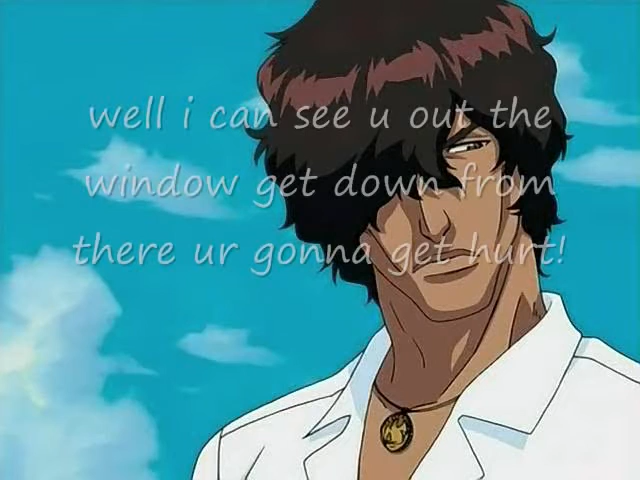 well i can see u out the
window get down from
there ur gonna get hurt!